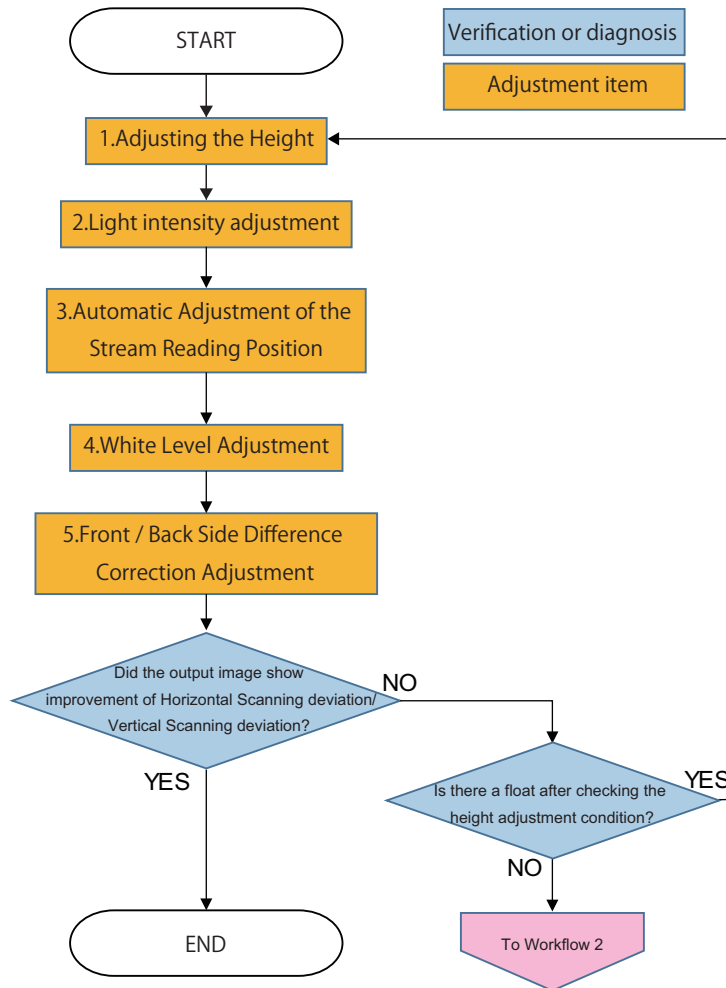 START
Verification or diagnosis
Adjustment item
1.Adjusting the Height
2.Light intensity adjustment
3.Automatic Adjustment of the
Stream Reading Position
4.White Level Adjustment
5.Front / Back Side Difference
Correction Adjustment
Did the output image show
improvement of Horizontal Scanning deviation/
Vertical Scanning deviation?
NO
YES
Is there a float after checking the
height adjustment condition?
YES
NO
END
To Workflow 2